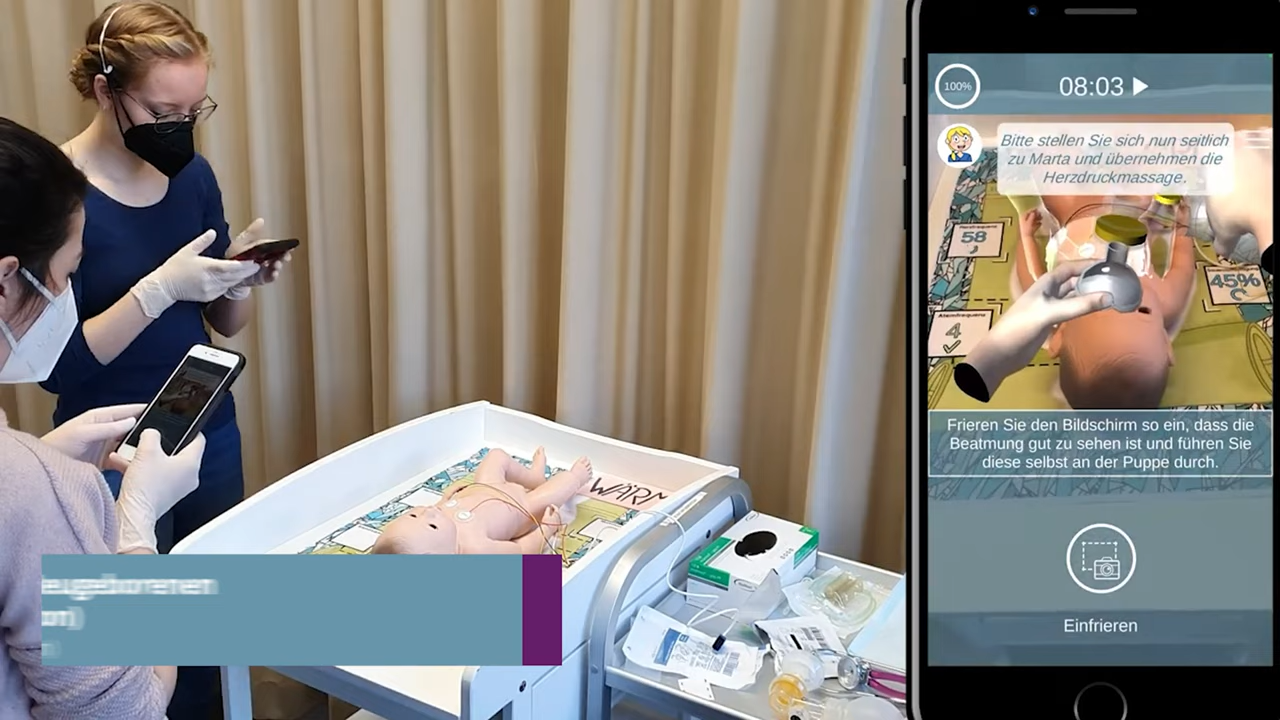 WÄRM
100%
08:03
Bitte stellen Sie sich nun seitlich
zu Marta und übernehmen die
Herzdruckmassage.
58
45%
Atemfrequenz
4
Frieren Sie den Bildschirm so ein, dass die
Beatmung gut zu sehen ist und führen Sie
diese selbst an der Puppe durch.
Einfrieren